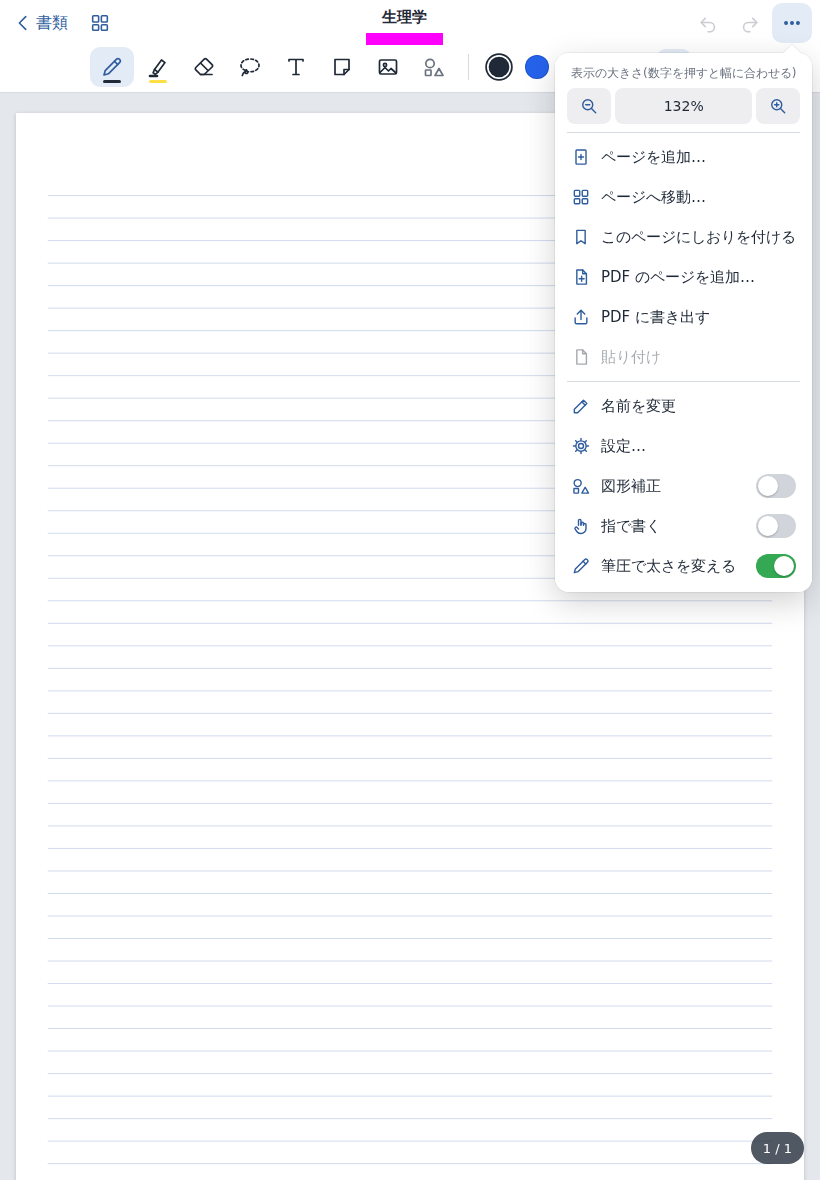 書類
生理学
表示の大きさ(数字を押すと幅に合わせる)
132%
ページを追加…
ページへ移動…
このページにしおりを付ける
PDF のページを追加…
PDF に書き出す
貼り付け
名前を変更
設定…
図形補正
指で書く
筆圧で太さを変える
1 / 1